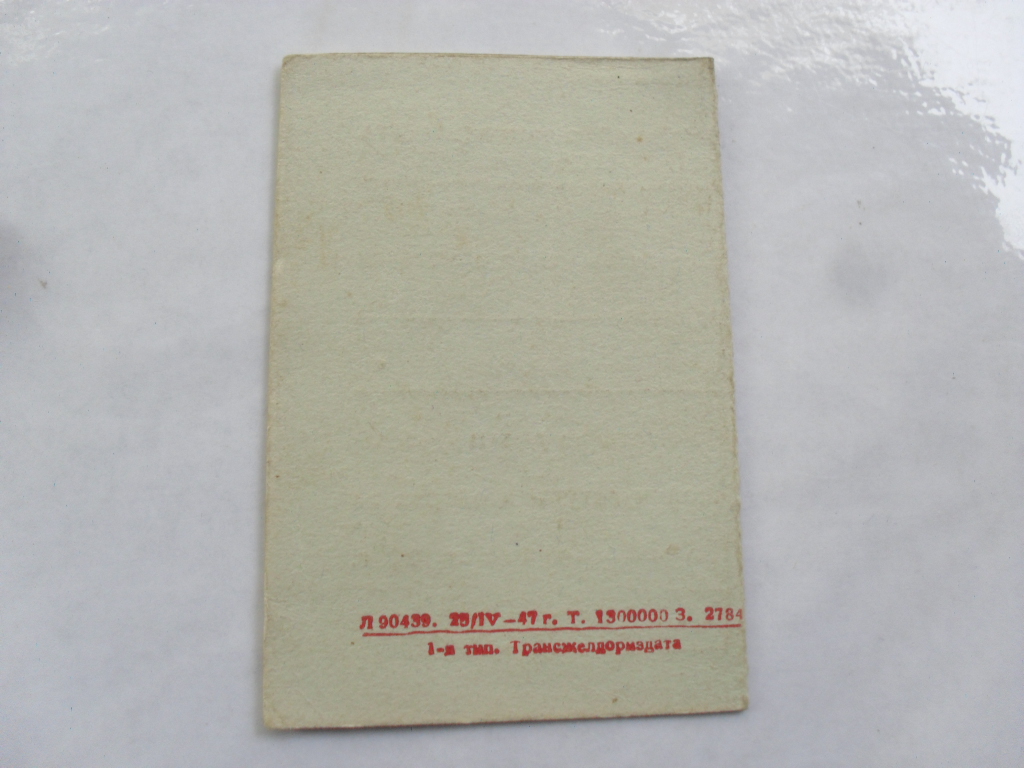 Л 90439. 25/IV-47 г. Т. 1300000 З. 2784
1-я тип. Трансжелдориздата